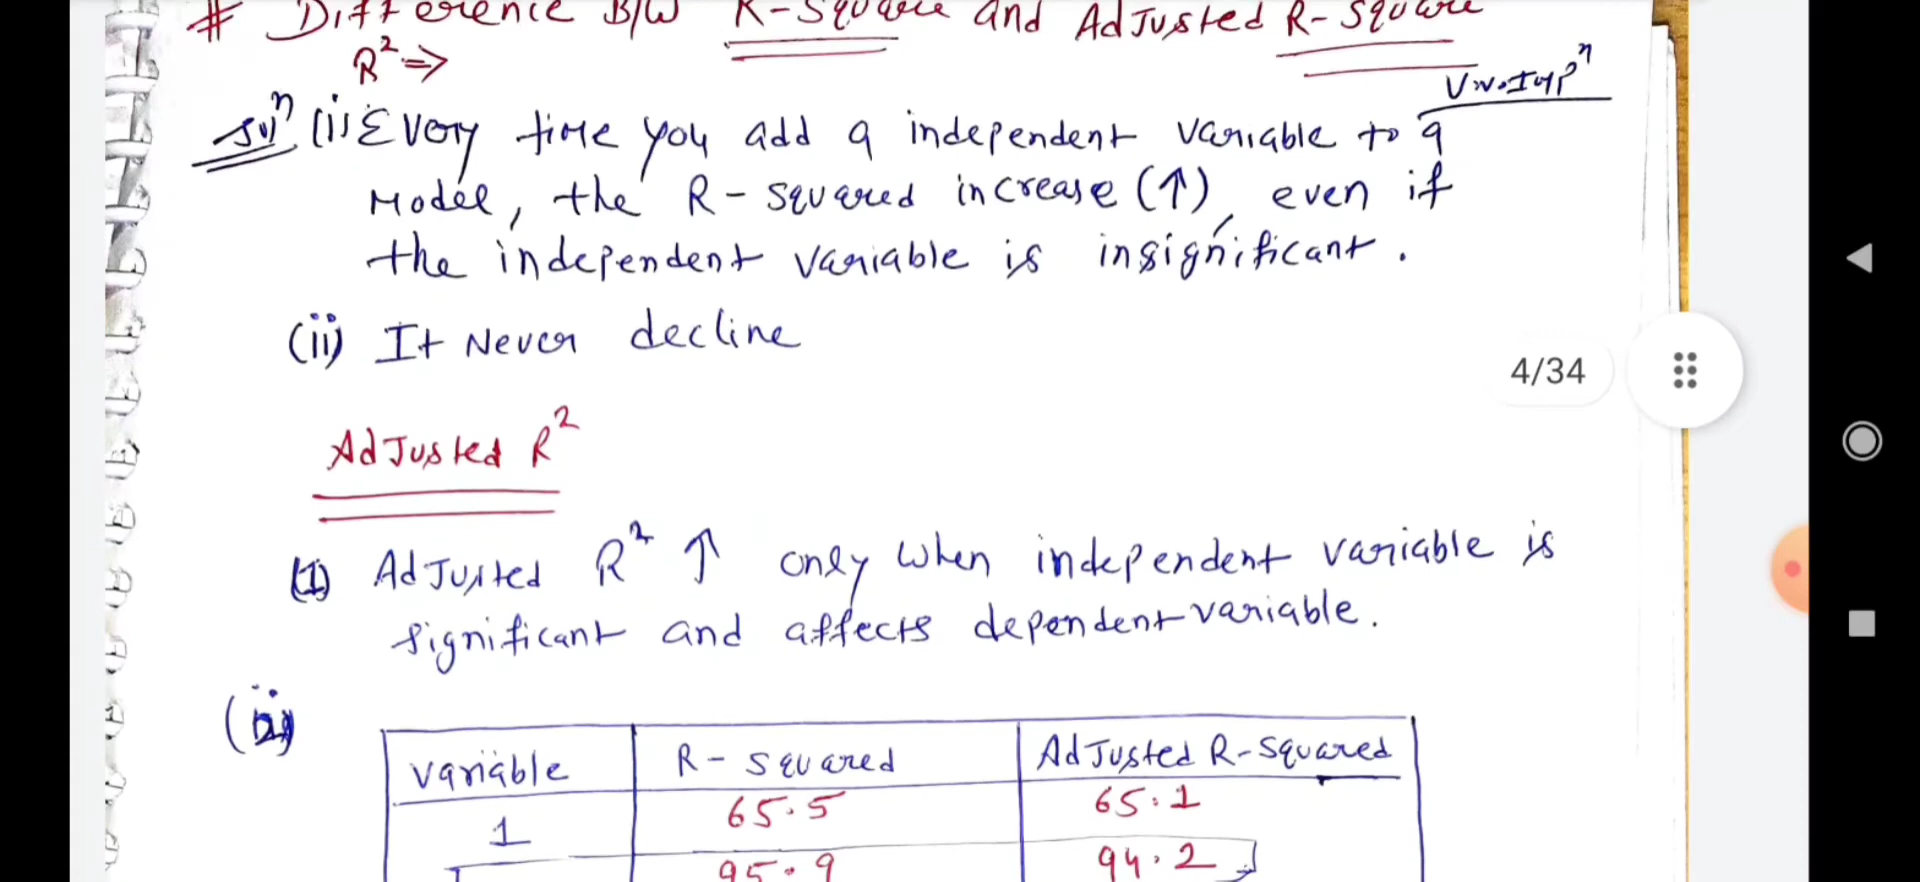 # Difference B/W R-Square and Adjusted R-Square
R² ⇒
V.V.Impⁿ
Solⁿ (i) Every time you add a independent variable to a
Model, the R-squared increase (↑), even if
the independent variable is insignificant.
(ii) It Never decline
4/34
Adjusted R²
(I) Adjusted R² ↑ only when independent variable is
significant and affects dependent variable.
(ii)
variable R-squared Adjusted R-squared
1 65.5 65.1
95.9 94.2